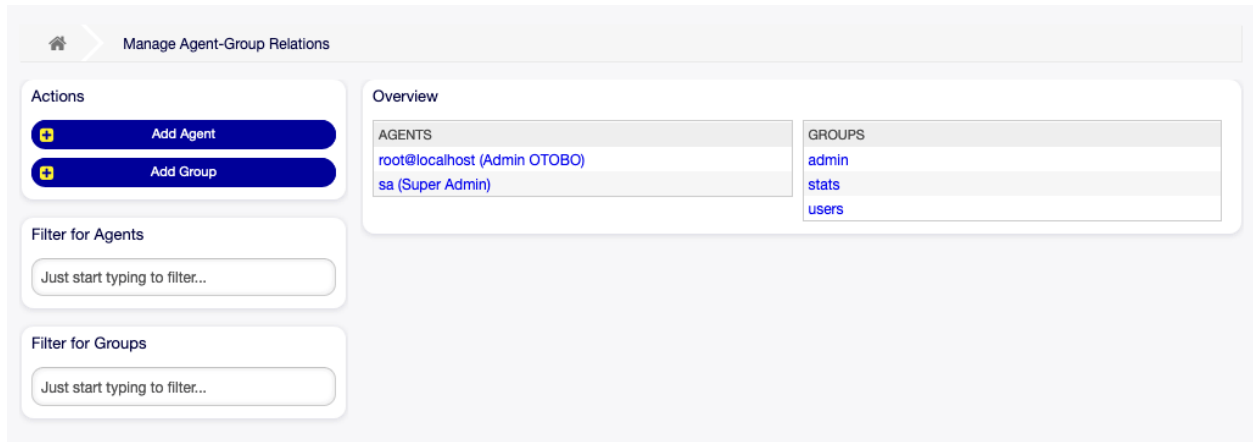 Manage Agent-Group Relations
Actions
Add Agent
Add Group
Filter for Agents
Just start typing to filter...
Filter for Groups
Just start typing to filter...
Overview
AGENTS
root@localhost (Admin OTOBO)
sa (Super Admin)
GROUPS
admin
stats
users